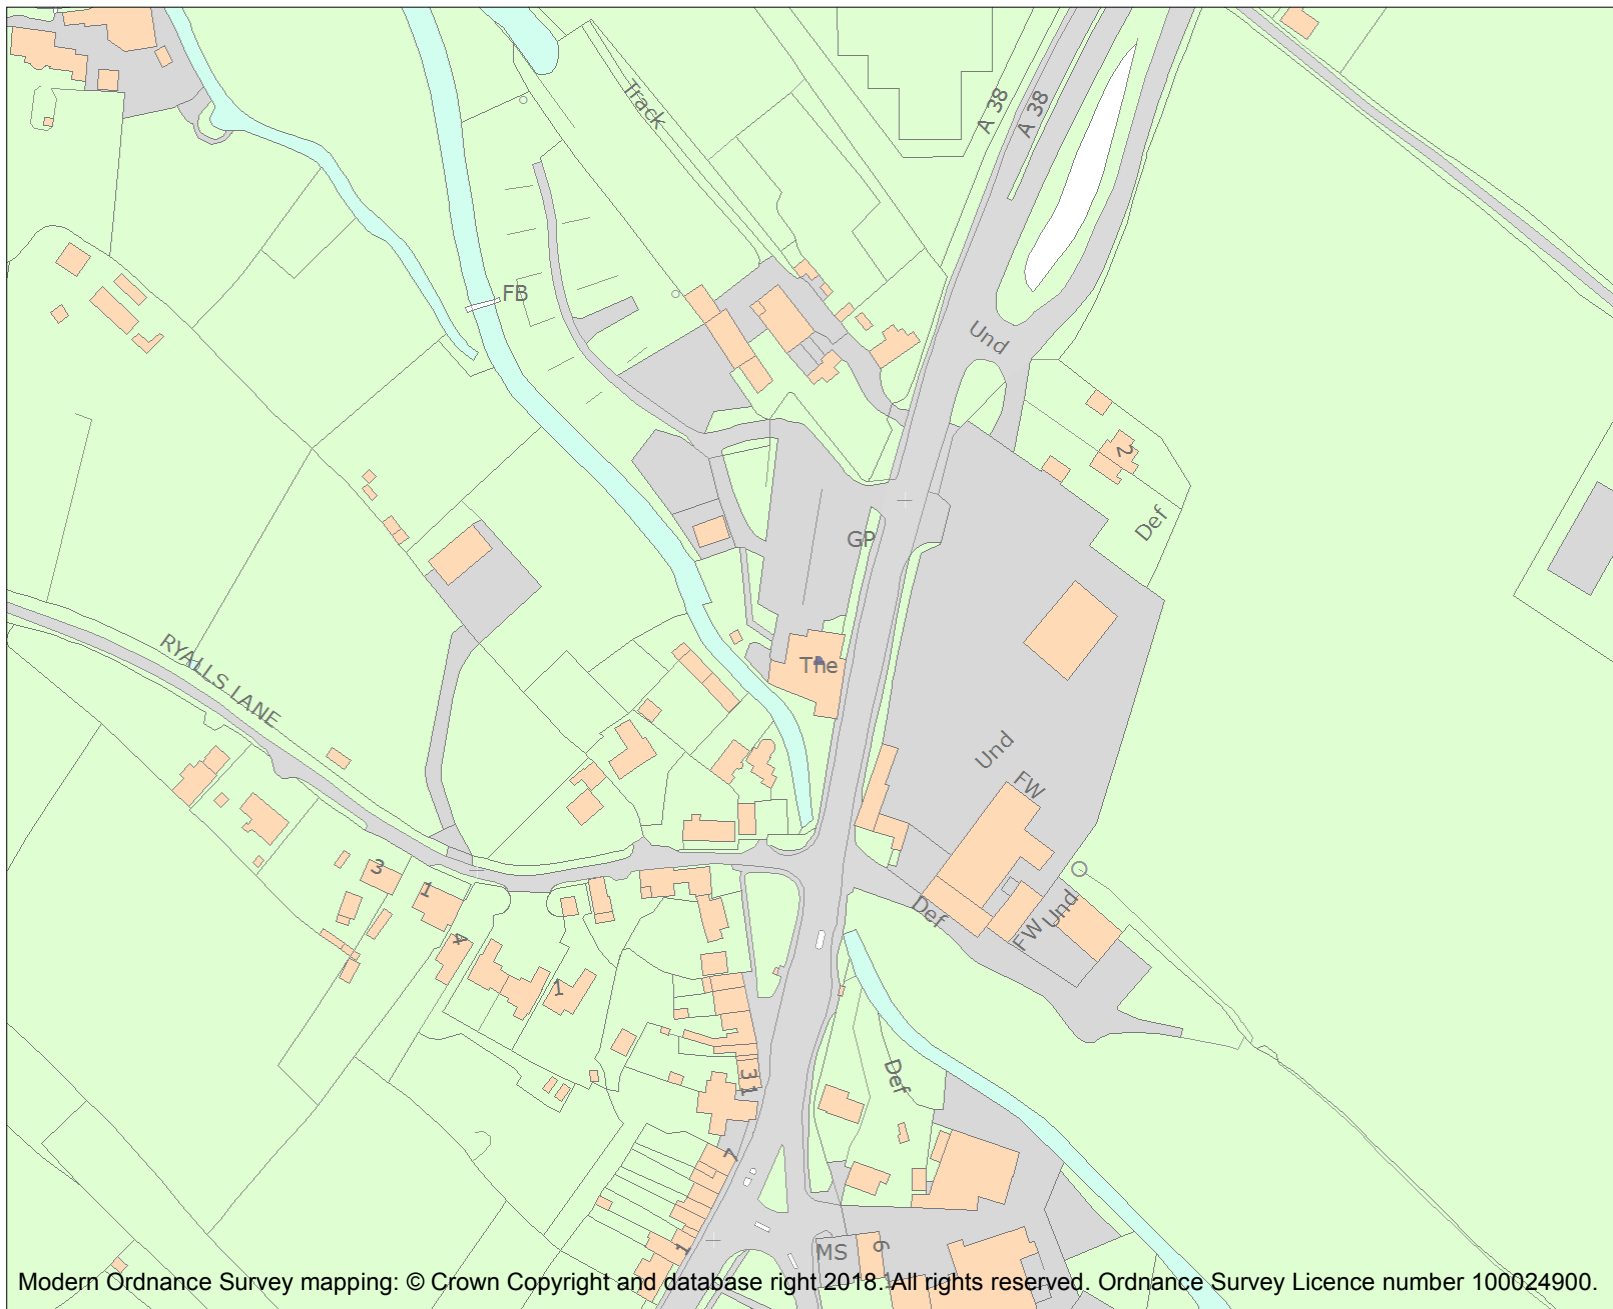 A 38
A 38
Track
FB
Und
2
Def
GP
RYALLS LANE
The
Und
FW
3
1
4
Def
FW
Und
1
Def
31
7
1
MS
6
Modern Ordnance Survey mapping: © Crown Copyright and database right 2018. All rights reserved. Ordnance Survey Licence number 100024900.